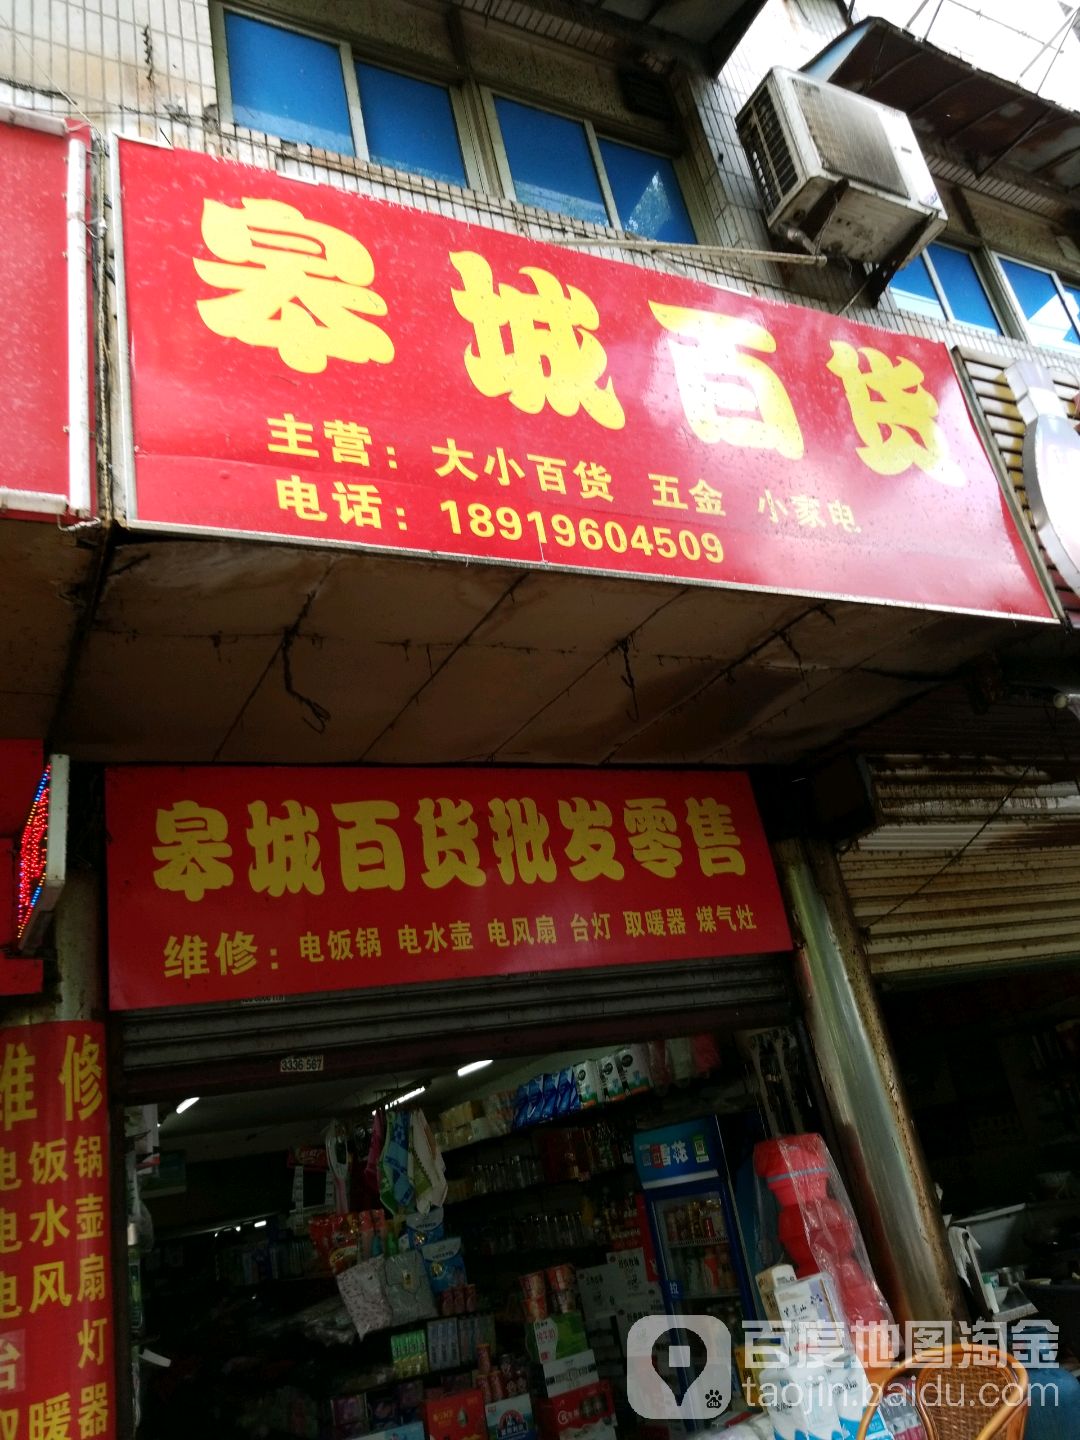 皋城百货
主营：大小百货 五金 小家电
电话：18919604509
皋城百货批发零售
维修：电饭锅 电水壶 电风扇 台灯 取暖器 煤气灶
3336 567
维修
电饭锅
电水壶
电风扇
台灯
取暖器
百度地图淘金
taojin.baidu.com